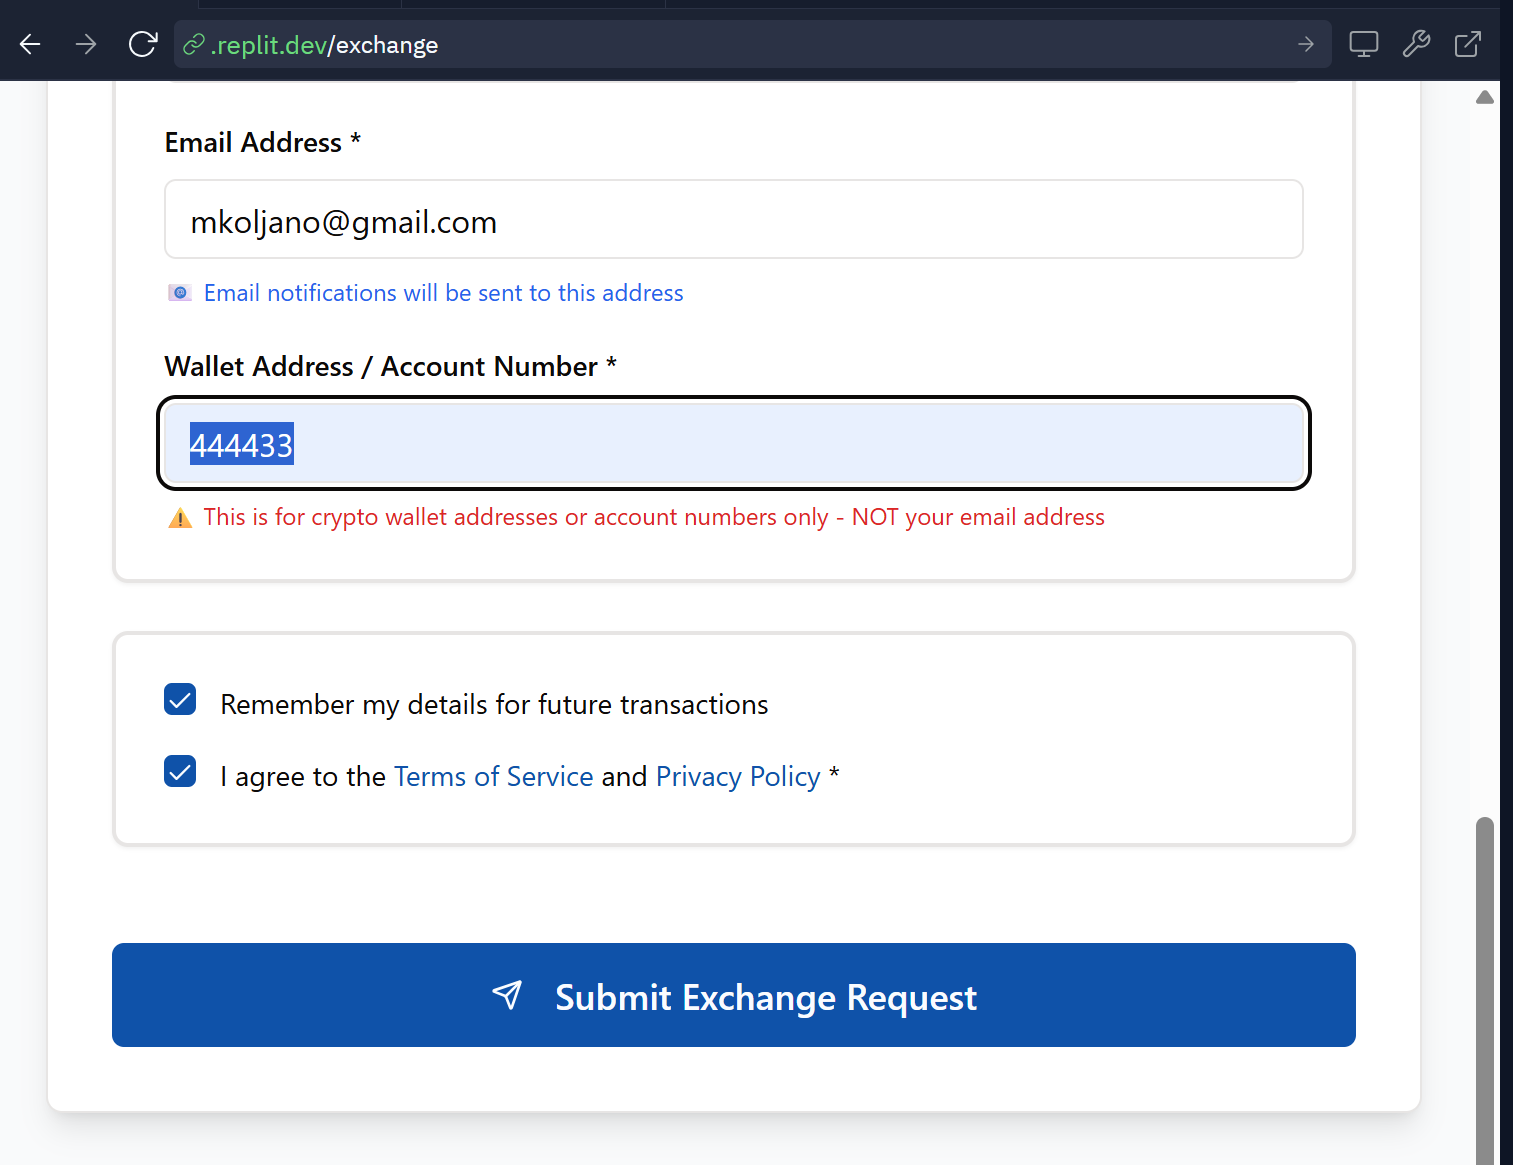 .replit.dev/exchange
Email Address *
mkoljano@gmail.com
Email notifications will be sent to this address
Wallet Address / Account Number *
444433
This is for crypto wallet addresses or account numbers only - NOT your email address
Remember my details for future transactions
I agree to the Terms of Service and Privacy Policy *
Submit Exchange Request